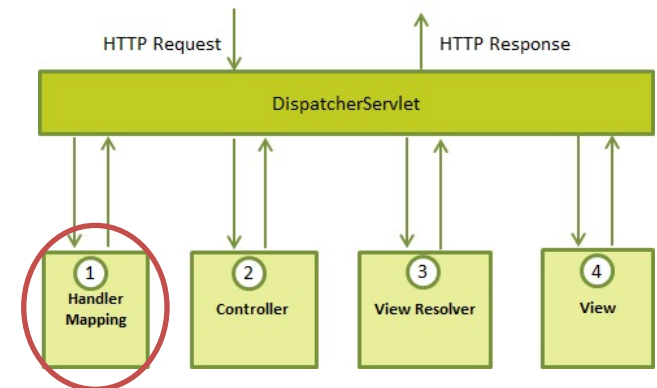 HTTP Request
HTTP Response
DispatcherServlet
1
Handler
Mapping
2
Controller
3
View Resolver
4
View